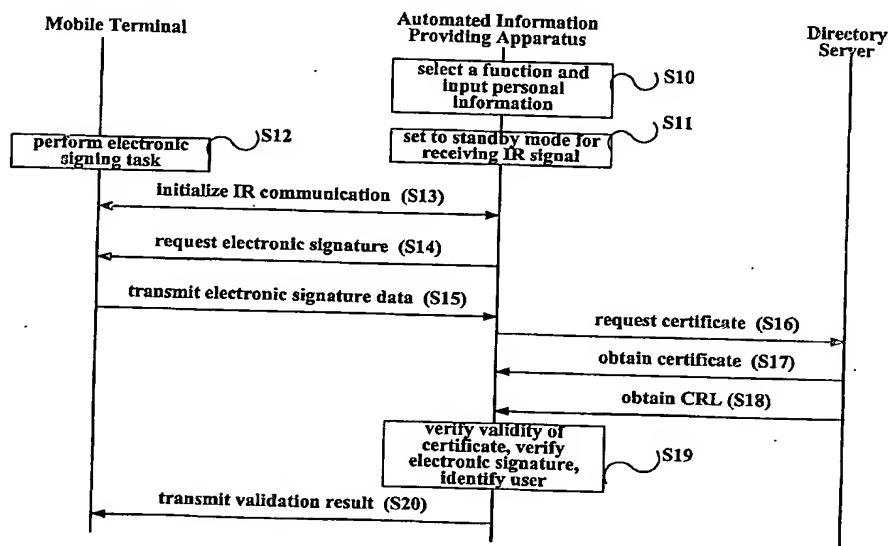 Mobile Terminal
Automated Information
Providing Apparatus
Directory
Server
select a function and
input personal
information
S10
S11
set to standby mode for
receiving IR signal
S12
perform electronic
signing task
initialize IR communication (S13)
request electronic signature (S14)
transmit electronic signature data (S15)
request certificate (S16)
obtain certificate (S17)
obtain CRL (S18)
verify validity of
certificate, verify
electronic signature,
identify user
S19
transmit validation result (S20)